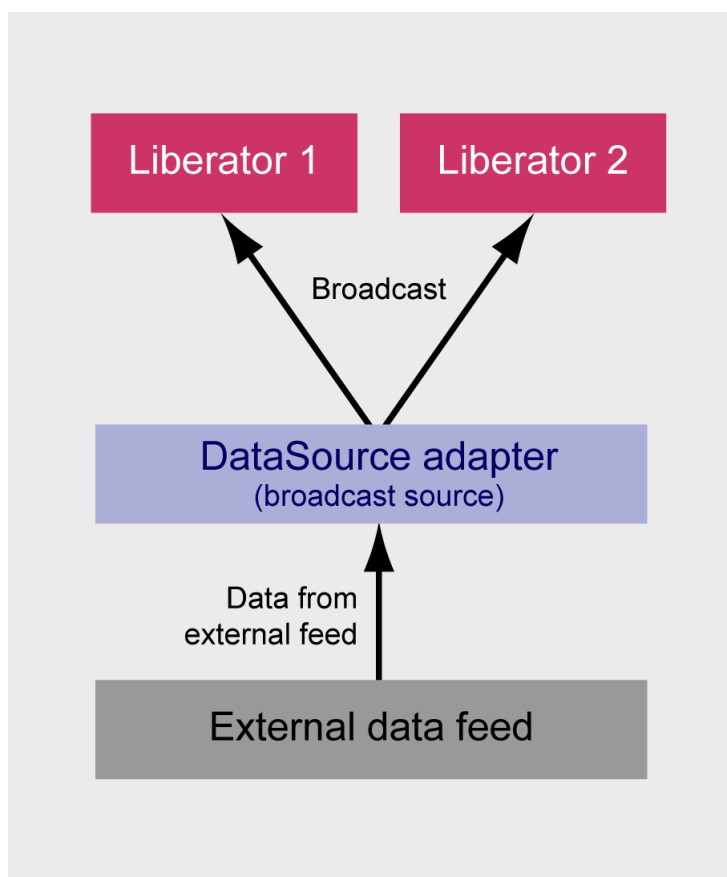 Liberator 1
Liberator 2
Broadcast
DataSource adapter
(broadcast source)
Data from
external feed
External data feed